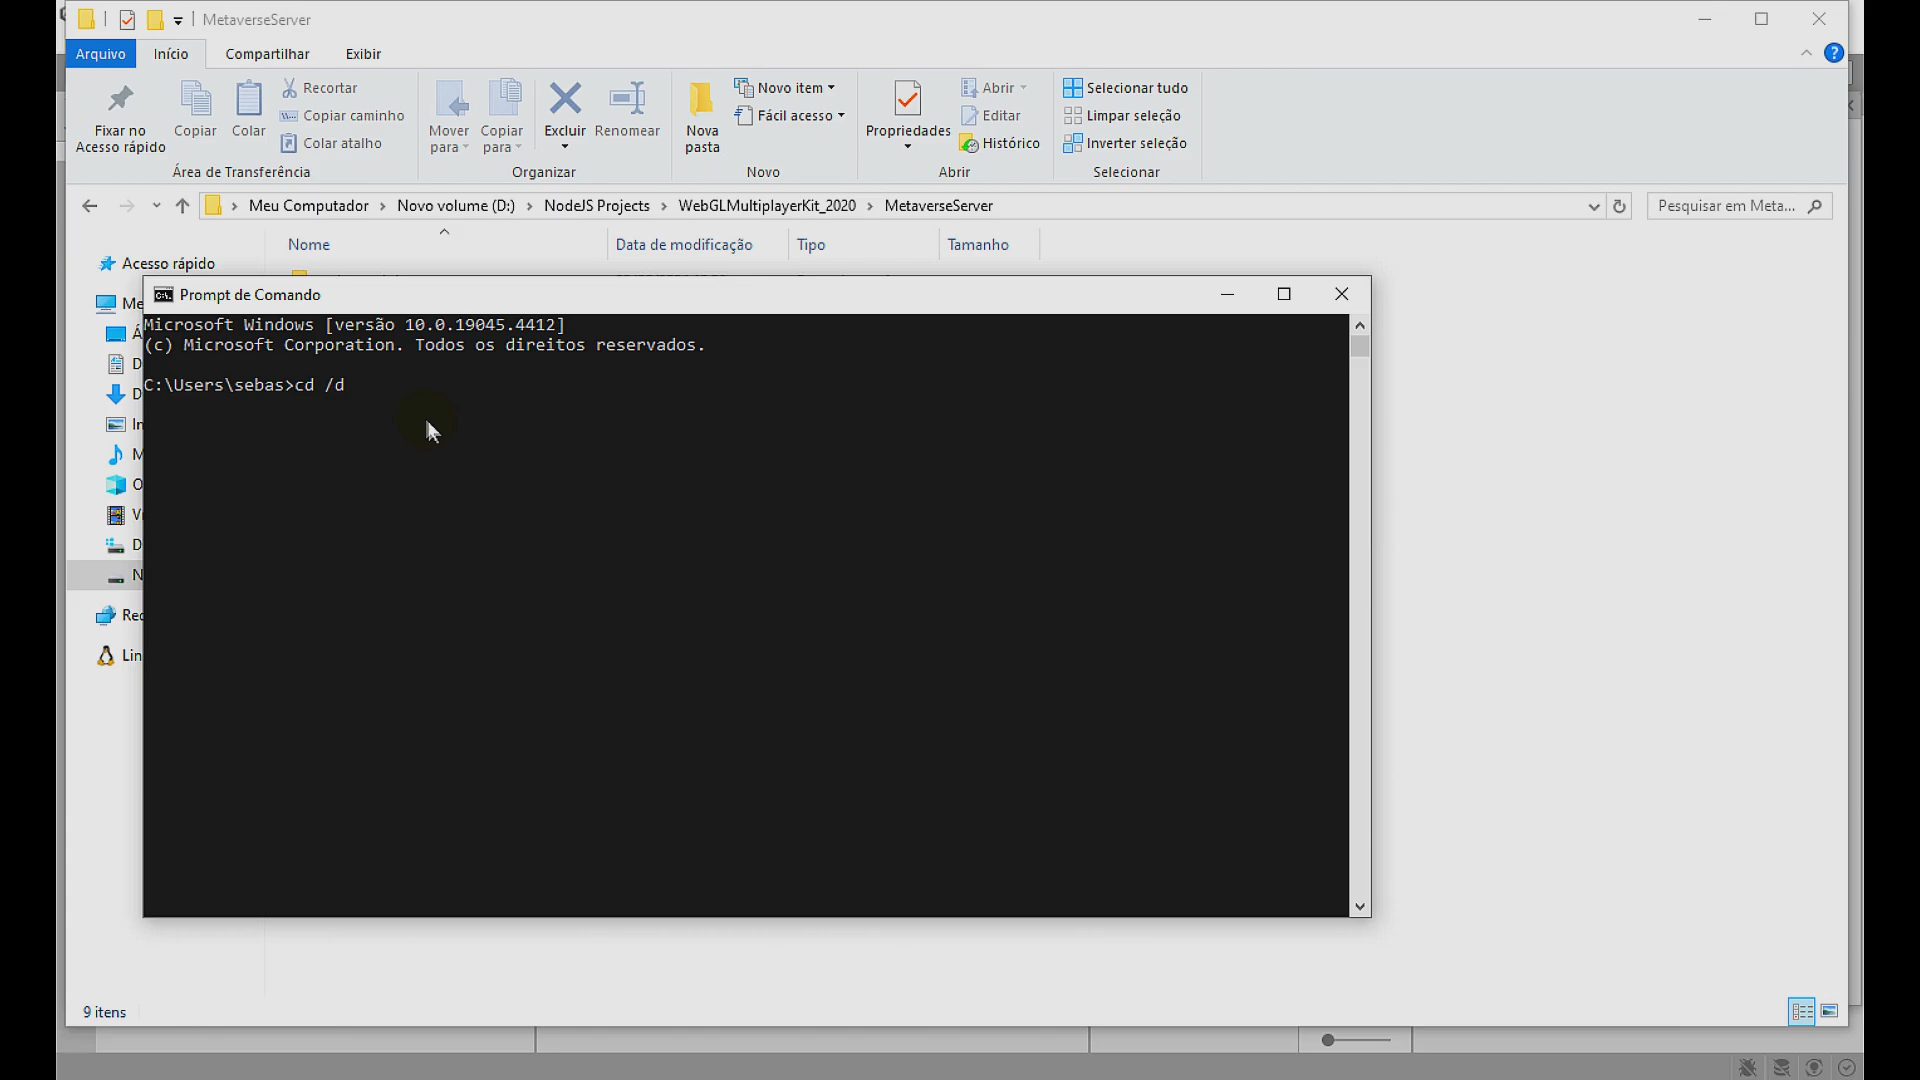 MetaverseServer
Arquivo Início Compartilhar Exibir
Fixar no
Acesso rápido
Copiar
Colar
Recortar
Copiar caminho
Colar atalho
Área de Transferência
Mover
para
Copiar
para
Excluir
Renomear
Organizar
Nova
pasta
Novo item
Fácil acesso
Novo
Propriedades
Abrir
Editar
Histórico
Abrir
Selecionar tudo
Limpar seleção
Inverter seleção
Selecionar
Meu Computador Novo volume (D:) NodeJS Projects WebGLMultiplayerKit_2020 MetaverseServer
Pesquisar em Meta...
Nome Data de modificação Tipo Tamanho
Acesso rápido
Prompt de Comando
Microsoft Windows [versão 10.0.19045.4412]
(c) Microsoft Corporation. Todos os direitos reservados.
C:\Users\sebas>cd /d
9 itens